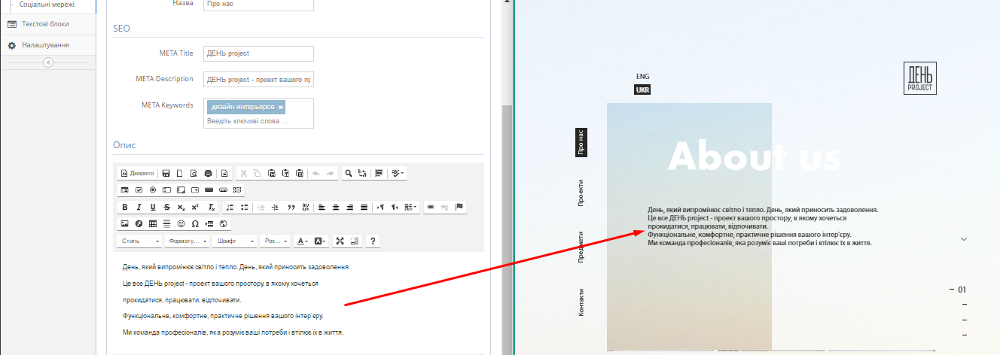 Соціальні мережі
Текстові блоки
Налаштування
«
Назва
Про нас
SEO
META Title
ДЕНЬ project
META Description
ДЕНЬ project - проект вашого пр
META Keywords
дизайн интерьеров ×
Введіть ключові слова ...
Опис
Джерело
B I U S x₂ x² Tx
Стиль
Формату...
Шрифт
Роз...
A
A
?
День, який випромінює світло і тепло. День, який приносить задоволення.
Це все ДЕНЬ project - проект вашого простору, в якому хочеться
прокидатися, працювати, відпочивати.
Функціональне, комфортне, практичне рішення вашого інтер'єру.
Ми команда професіоналів, яка розуміє ваші потреби і втілює їх в життя.
ENG
UKR
ДЕНЬ
PROJECT
Про нас
Проекти
Предмети
Контакти
About us
День, який випромінює світло і тепло. День, який приносить задоволення.
Це все ДЕНЬ project - проект вашого простору, в якому хочеться
прокидатися, працювати, відпочивати.
Функціональне, комфортне, практичне рішення вашого інтер'єру.
Ми команда професіоналів, яка розуміє ваші потреби і втілює їх в життя.
01